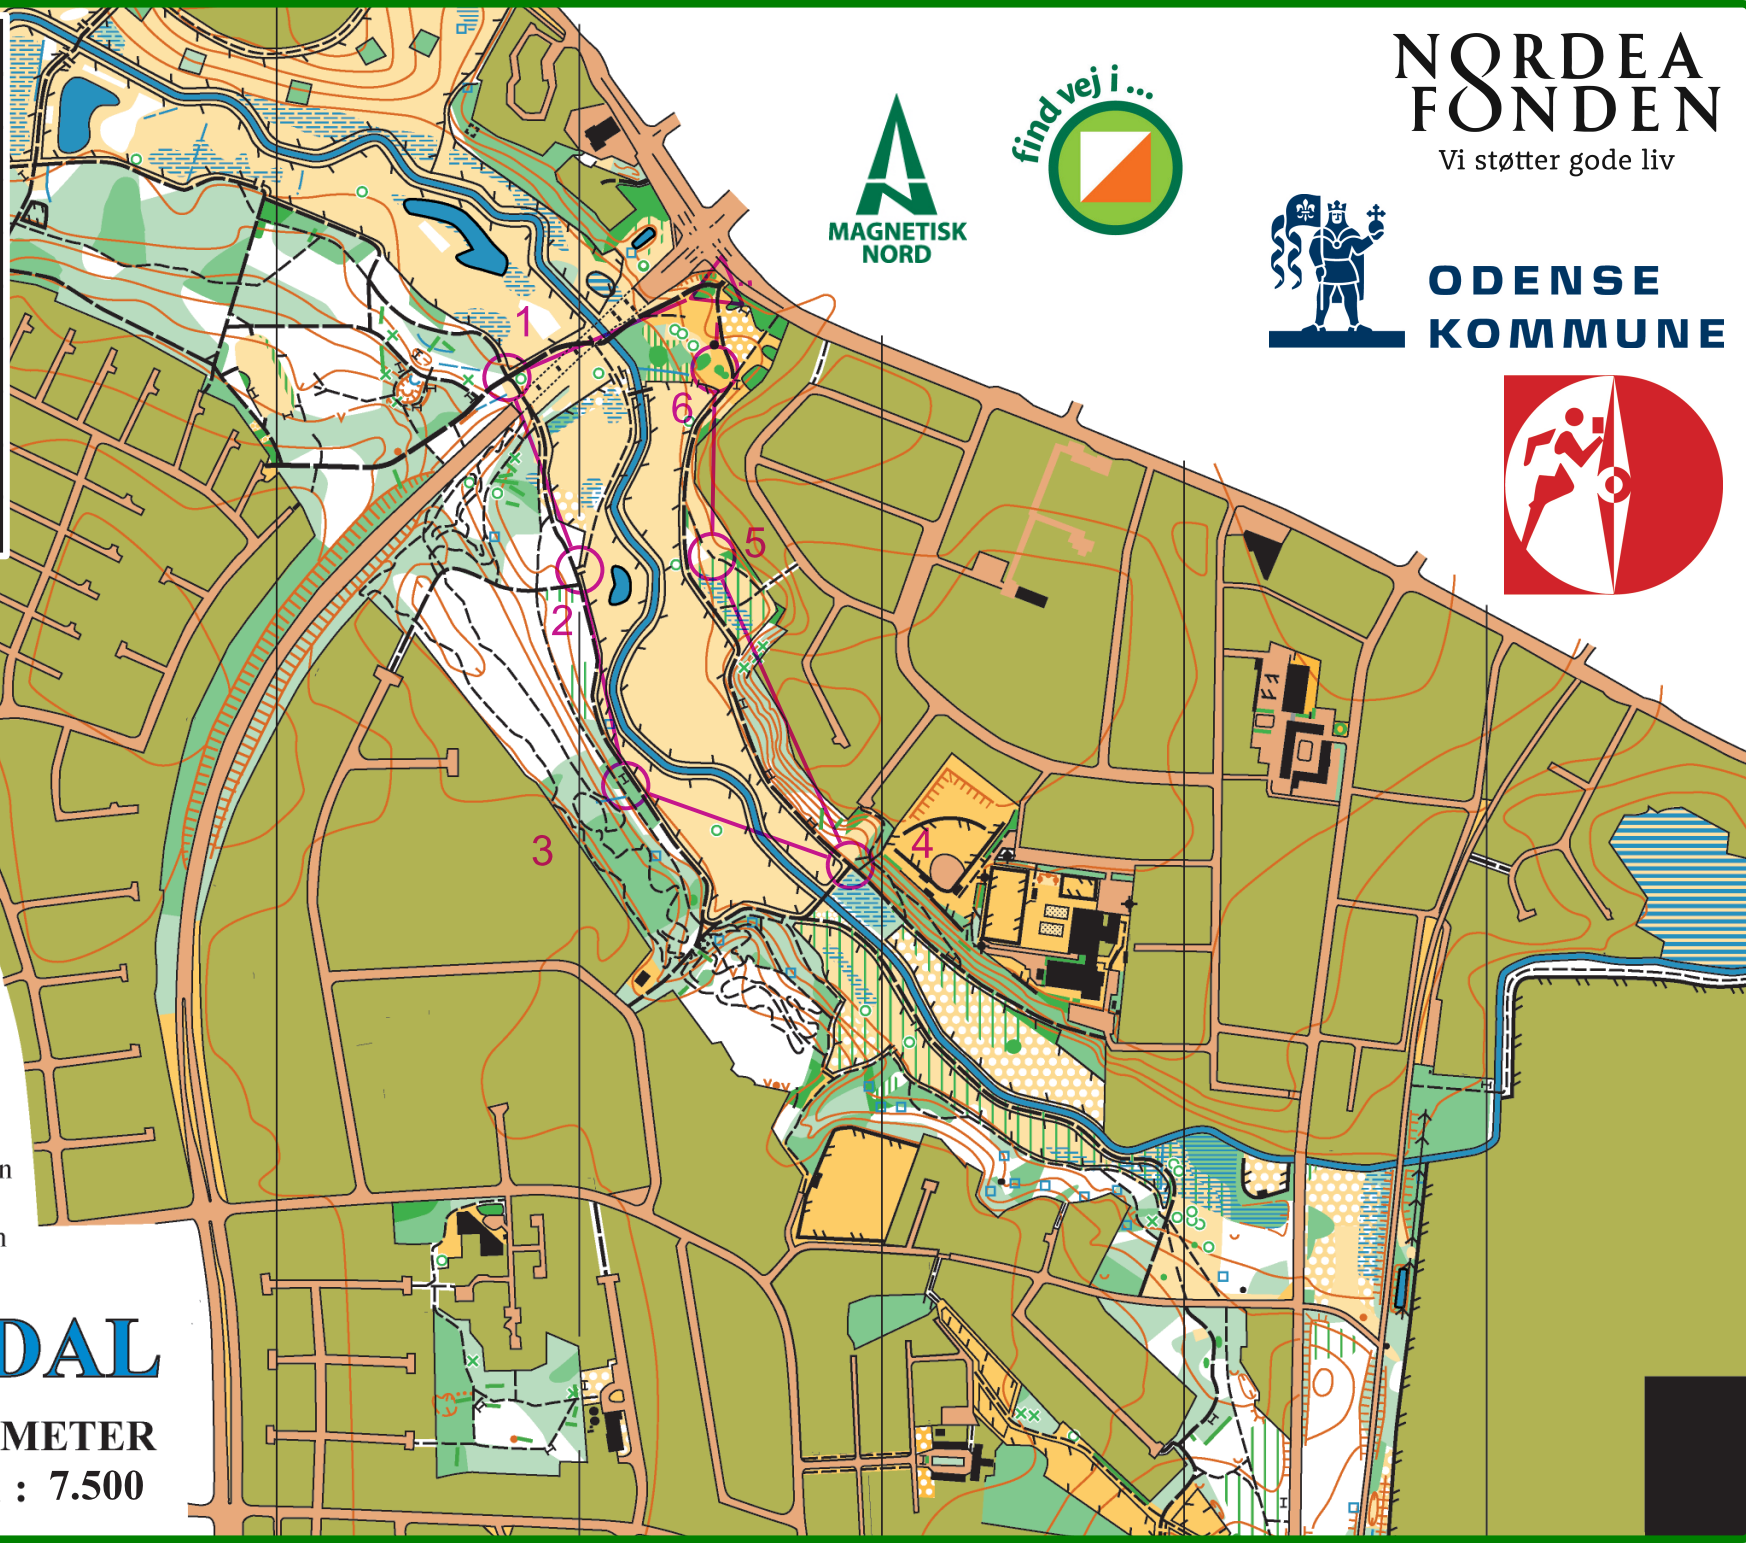 NORDEA
FONDEN
Vi støtter gode liv
find vej i ...
MAGNETISK
NORD
ODENSE
KOMMUNE
1
6
5
2
3
4
n
DAL
METER
: 7.500